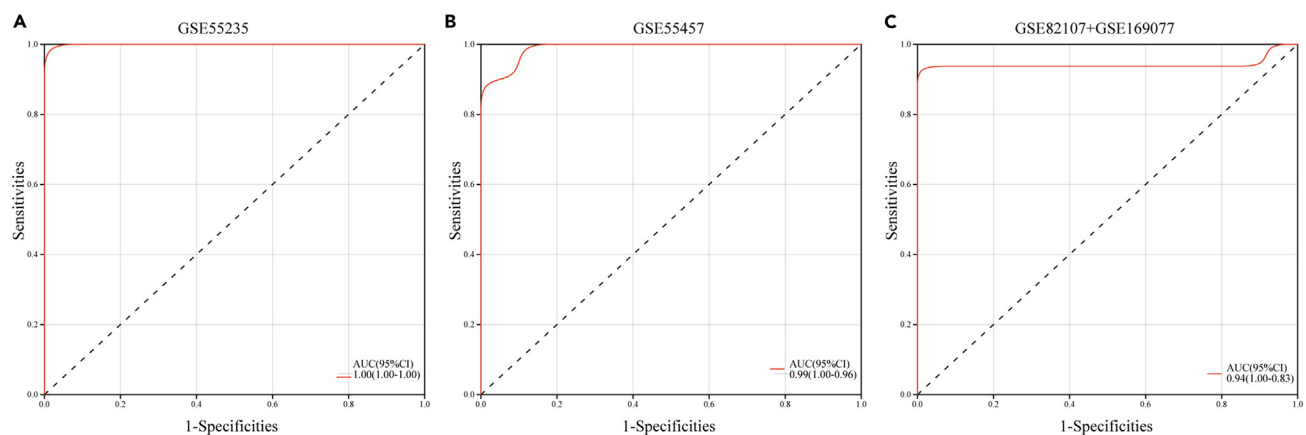 A
GSE55235
1.0
0.8
0.6
0.4
0.2
0.0
Sensitivities
0.0 0.2 0.4 0.6 0.8 1.0
1-Specificities
AUC(95%CI)
1.00(1.00-1.00)
B
GSE55457
1.0
0.8
0.6
0.4
0.2
0.0
Sensitivities
0.0 0.2 0.4 0.6 0.8 1.0
1-Specificities
AUC(95%CI)
0.99(1.00-0.96)
C
GSE82107+GSE169077
1.0
0.8
0.6
0.4
0.2
0.0
Sensitivities
0.0 0.2 0.4 0.6 0.8 1.0
1-Specificities
AUC(95%CI)
0.94(1.00-0.83)